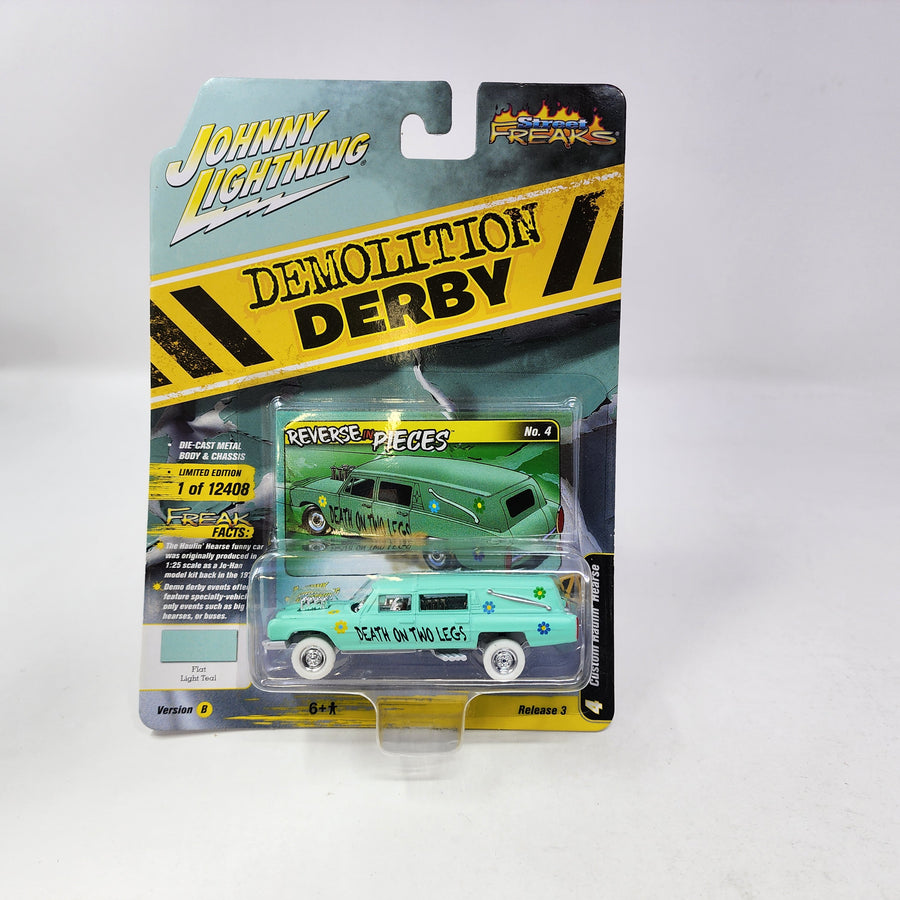 JOHNNY
LIGHTNING®
Street
FREAKS®
DEMOLITION
DERBY
REVERSE IN PIECES™
No. 4
DEATH ON TWO LEGS
• DIE-CAST METAL
BODY & CHASSIS
• LIMITED EDITION
1 of 12408
FREAK
FACTS:
The Haulin' Hearse funny car
was originally produced in
1:25 scale as a Jo-Han
model kit back in the
Demo derby events
feature specialty-vehicle
only events such as big
hearses, or buses.
Flat
Light Teal
DEATH ON TWO LEGS
4 Custom Haulin' Hearse
Version B
6+
Release 3